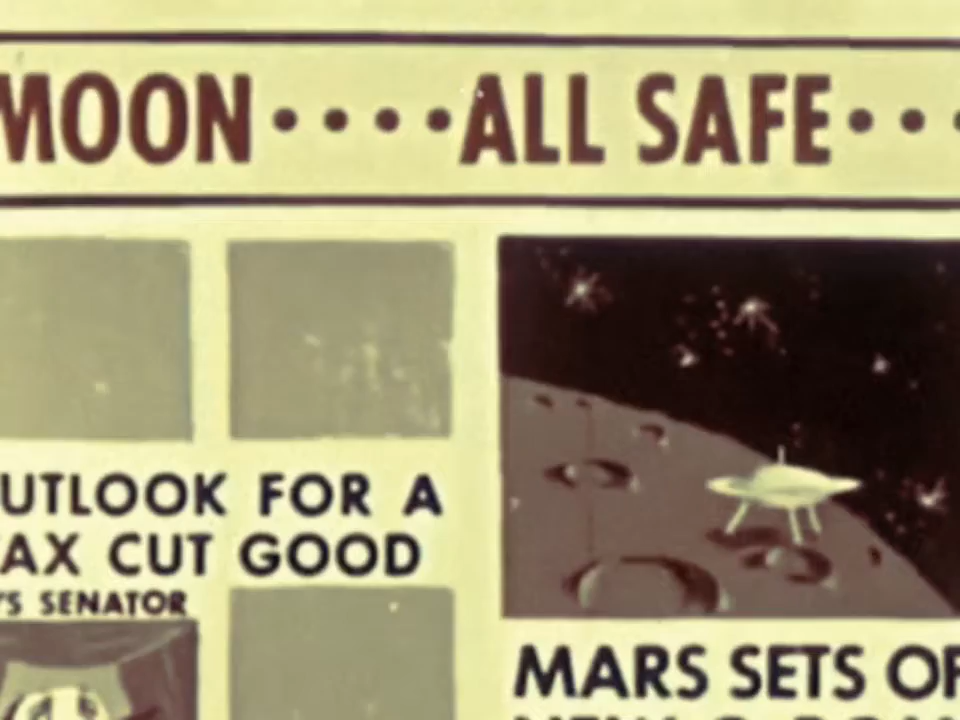 MOON····ALL SAFE···
UTLOOK FOR A
AX CUT GOOD
'S SENATOR
MARS SETS OF